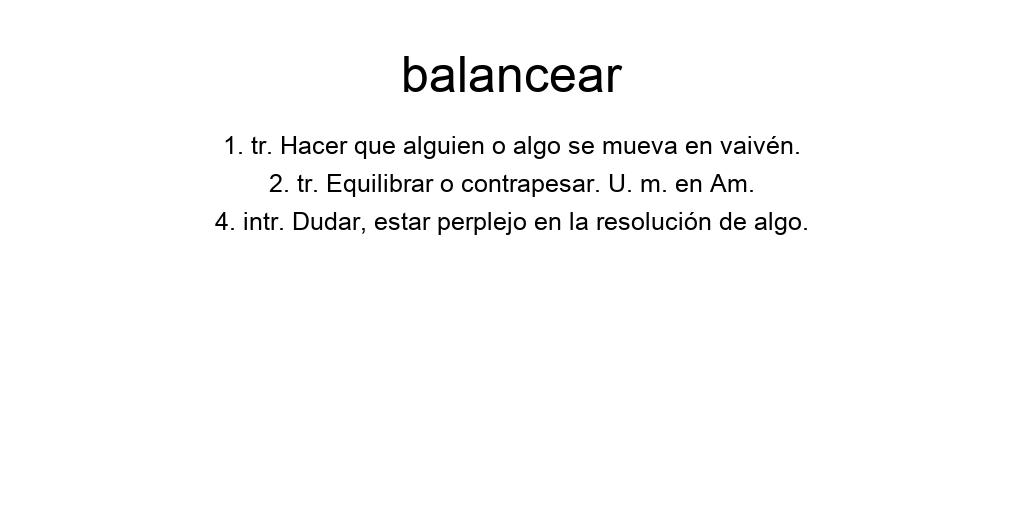 balancear
1. tr. Hacer que alguien o algo se mueva en vaivén.
2. tr. Equilibrar o contrapesar. U. m. en Am.
4. intr. Dudar, estar perplejo en la resolución de algo.